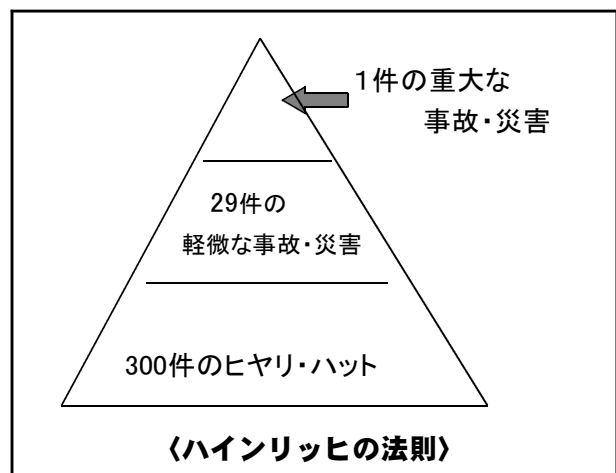 1件の重大な
事故・災害
29件の
軽微な事故・災害
300件のヒヤリ・ハット
〈ハインリッヒの法則〉